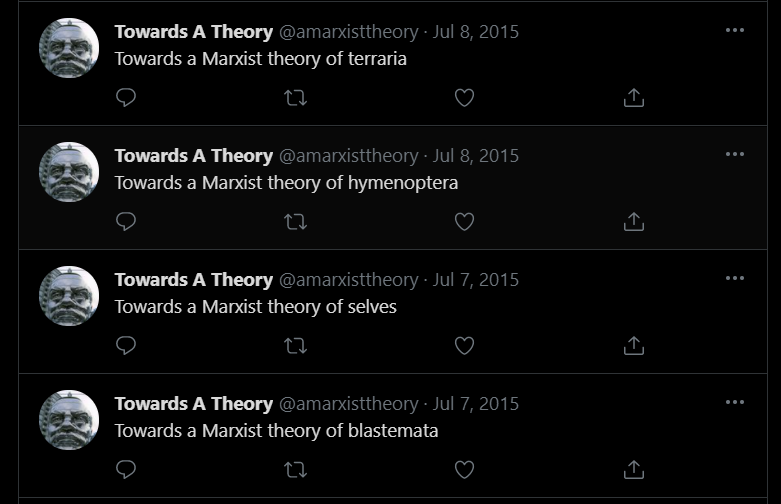 Towards A Theory @amarxisttheory · Jul 8, 2015
Towards a Marxist theory of terraria
Towards A Theory @amarxisttheory · Jul 8, 2015
Towards a Marxist theory of hymenoptera
Towards A Theory @amarxisttheory · Jul 7, 2015
Towards a Marxist theory of selves
Towards A Theory @amarxisttheory · Jul 7, 2015
Towards a Marxist theory of blastemata